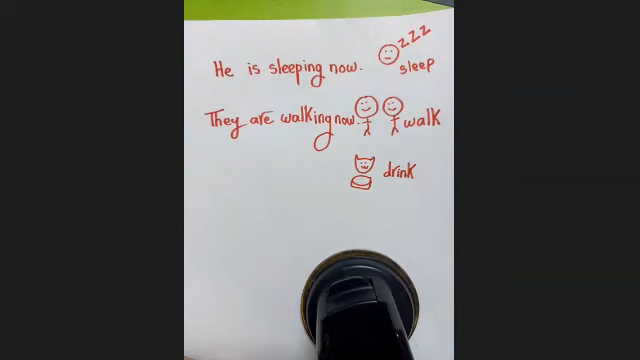 He is sleeping now. zzz
sleep
They are walking now. walk
drink